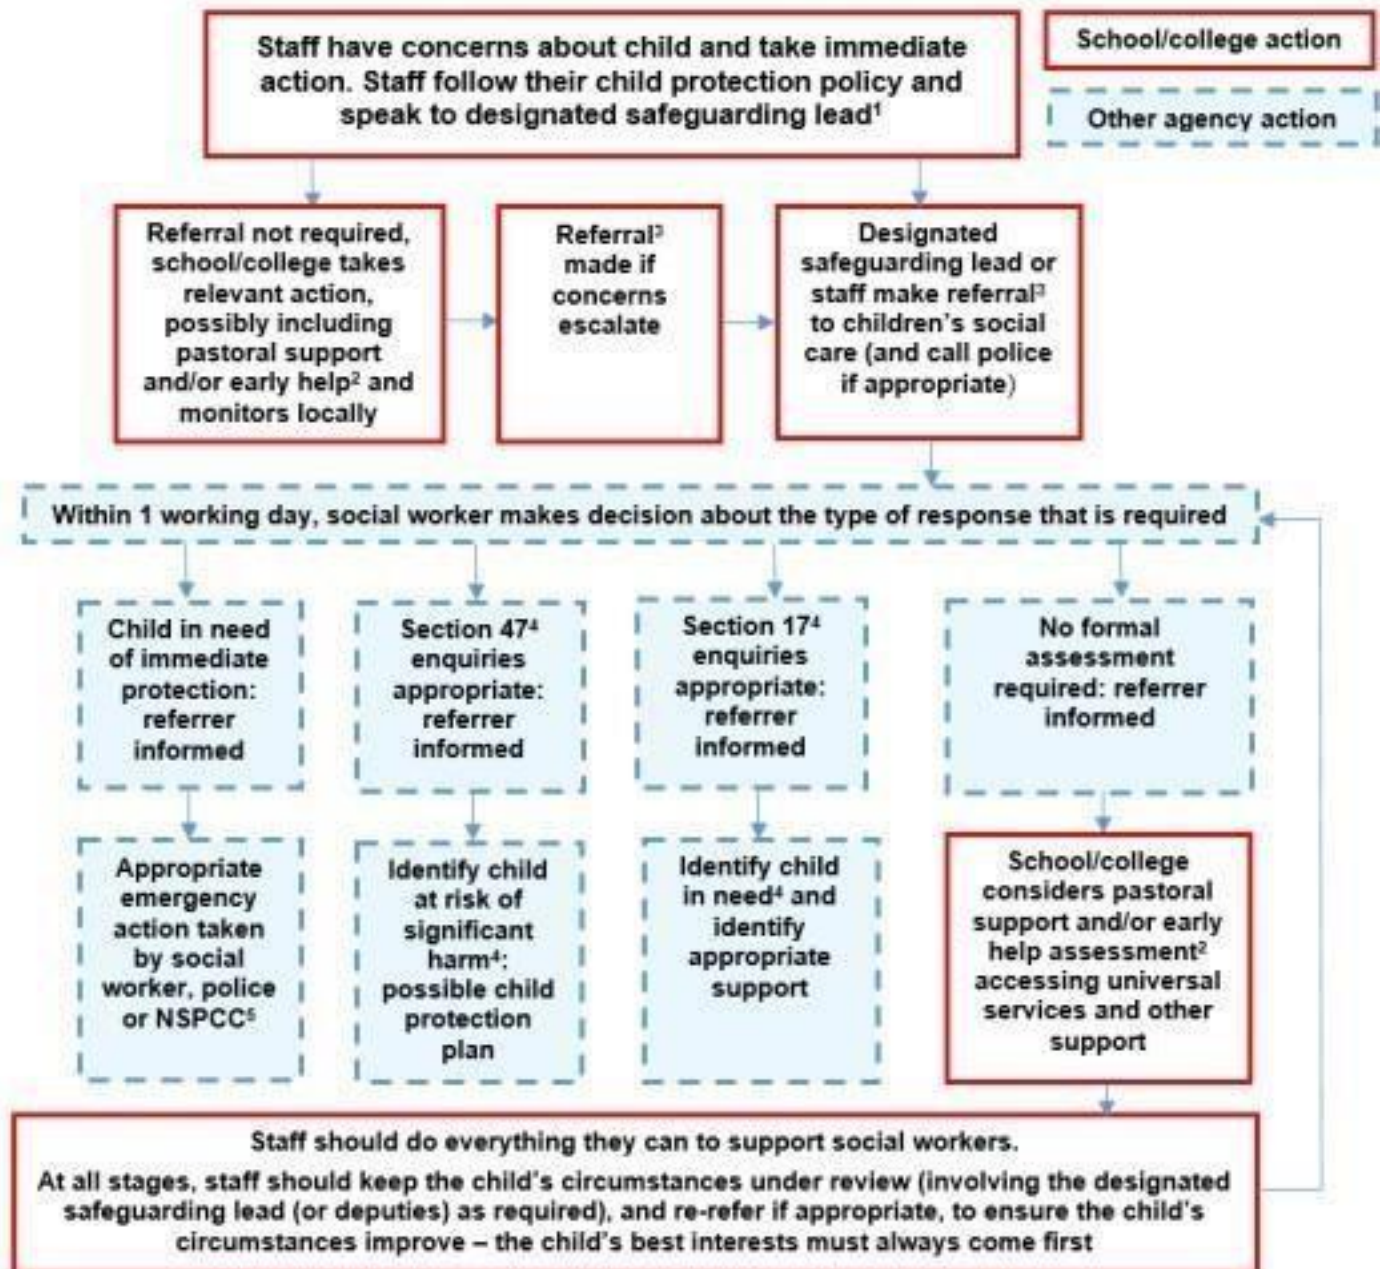 Staff have concerns about child and take immediate
action. Staff follow their child protection policy and
speak to designated safeguarding lead¹
School/college action
Other agency action
Referral not required,
school/college takes
relevant action,
possibly including
pastoral support
and/or early help² and
monitors locally
Referral³
made if
concerns
escalate
Designated
safeguarding lead or
staff make referral³
to children’s social
care (and call police
if appropriate)
Within 1 working day, social worker makes decision about the type of response that is required
Child in need
of immediate
protection:
referrer
informed
Section 47⁴
enquiries
appropriate:
referrer
informed
Section 17⁴
enquiries
appropriate:
referrer
informed
No formal
assessment
required: referrer
informed
Appropriate
emergency
action taken
by social
worker, police
or NSPCC⁵
Identify child
at risk of
significant
harm⁴:
possible child
protection
plan
Identify child
in need⁴ and
identify
appropriate
support
School/college
considers pastoral
support and/or early
help assessment²
accessing universal
services and other
support
Staff should do everything they can to support social workers.
At all stages, staff should keep the child’s circumstances under review (involving the designated
safeguarding lead (or deputies) as required), and re-refer if appropriate, to ensure the child’s
circumstances improve – the child’s best interests must always come first